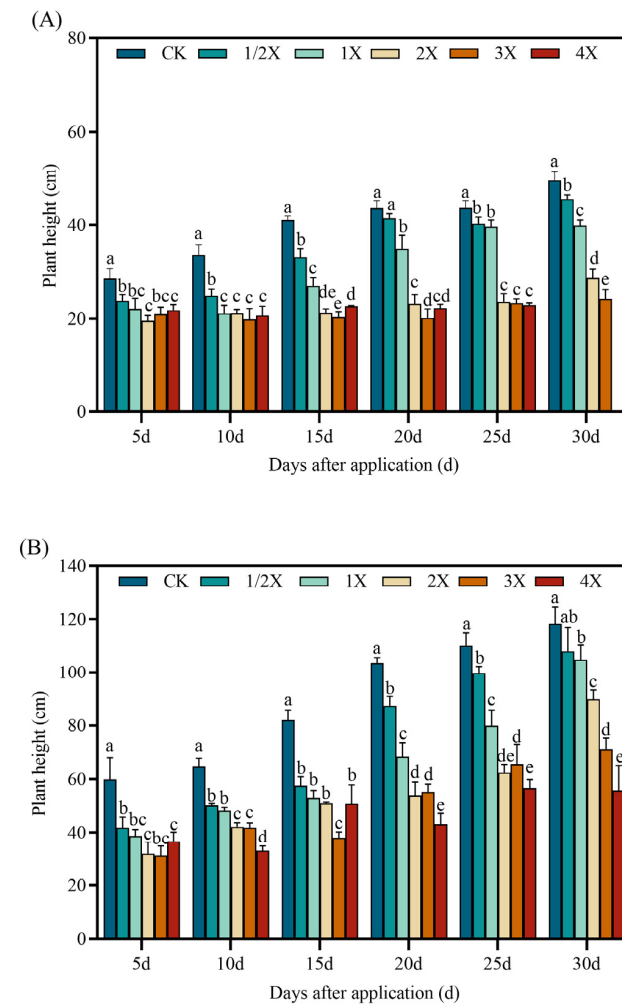 (A)
80
CK 1/2X 1X 2X 3X 4X
60
Plant height (cm)
40
20
0
a b bc c bc c
a b c c c c
a b c de e d
a a b c d cd
a b b c c c
a b c d e
5d 10d 15d 20d 25d 30d
Days after application (d)
(B)
140
CK 1/2X 1X 2X 3X 4X
120
100
Plant height (cm)
80
60
40
20
0
a b bc c c bc
a b b c c d
a b b b c b
a b c d d e
a b c de d e
a ab b c d e
5d 10d 15d 20d 25d 30d
Days after application (d)